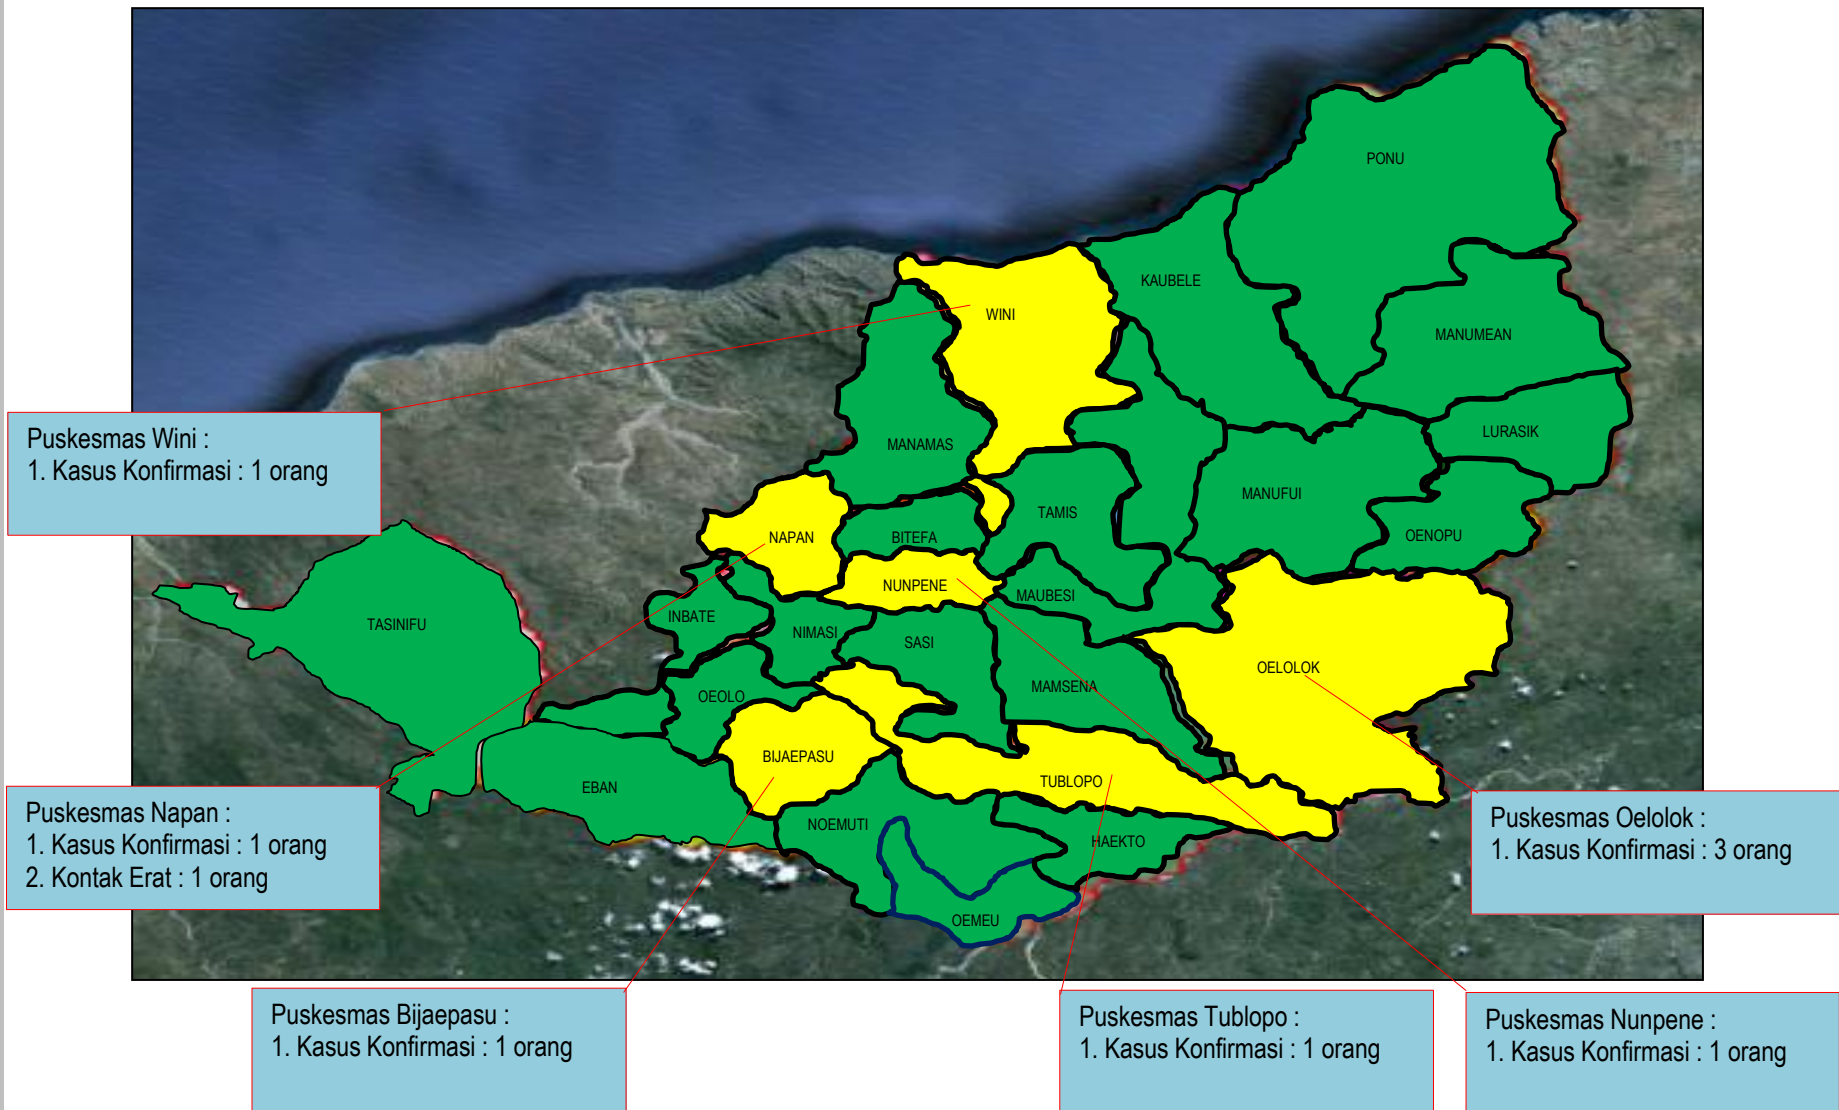 PONU
KAUBELE
WINI
MANUMEAN
LURASIK
MANAMAS
MANUFUI
TAMIS
OENOPU
NAPAN
BITEFA
NUNPENE
MAUBESI
TASINIFU
INBATE
NIMASI
SASI
OELOLOK
MAMSENA
OEOLO
BIJAEPASU
TUBLOPO
EBAN
NOEMUTI
HAEKTO
OEMEU
Puskesmas Wini :
1. Kasus Konfirmasi : 1 orang
Puskesmas Napan :
1. Kasus Konfirmasi : 1 orang
2. Kontak Erat : 1 orang
Puskesmas Oelolok :
1. Kasus Konfirmasi : 3 orang
Puskesmas Bijaepasu :
1. Kasus Konfirmasi : 1 orang
Puskesmas Tublopo :
1. Kasus Konfirmasi : 1 orang
Puskesmas Nunpene :
1. Kasus Konfirmasi : 1 orang